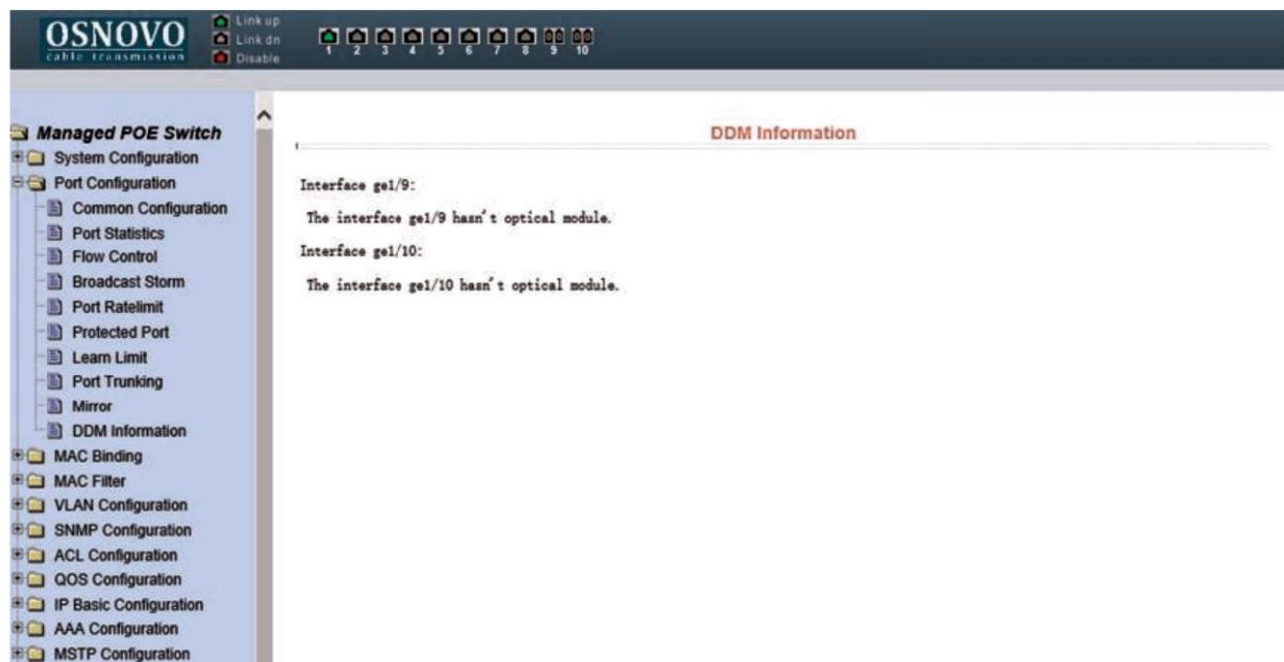 OSNOVO
cable transmission
Link up
Link dn
Disable
1 2 3 4 5 6 7 8 9 10
Managed POE Switch
System Configuration
Port Configuration
Common Configuration
Port Statistics
Flow Control
Broadcast Storm
Port Ratelimit
Protected Port
Learn Limit
Port Trunking
Mirror
DDM Information
MAC Binding
MAC Filter
VLAN Configuration
SNMP Configuration
ACL Configuration
QOS Configuration
IP Basic Configuration
AAA Configuration
MSTP Configuration
DDM Information
Interface ge1/9:
The interface ge1/9 hasn't optical module.
Interface ge1/10:
The interface ge1/10 hasn't optical module.